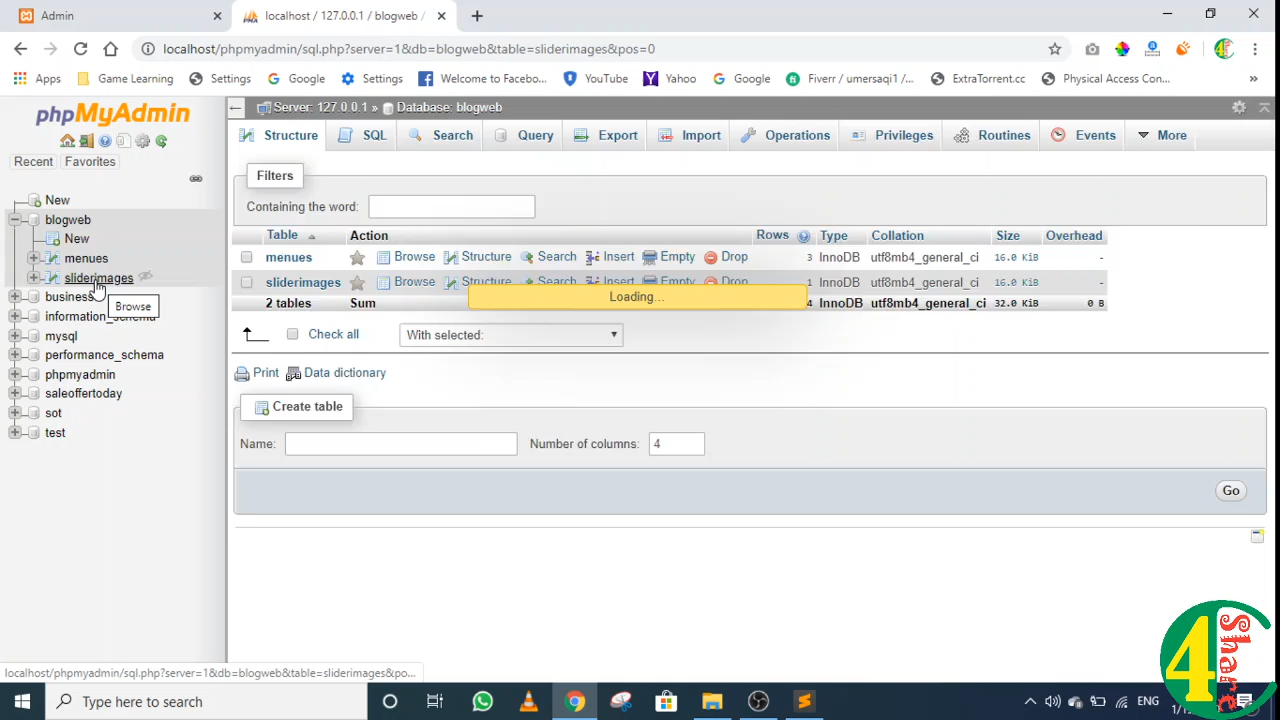 Admin
localhost / 127.0.0.1 / blogweb /
localhost/phpmyadmin/sql.php?server=1&db=blogweb&table=sliderimages&pos=0
Apps
Game Learning
Settings
Google
Settings
Welcome to Facebo...
YouTube
Yahoo
Google
Fiverr / umersaqi1/...
ExtraTorrent.cc
Physical Access Con...
phpMyAdmin
Recent
Favorites
New
blogweb
New
menues
sliderimages
Browse
information_schema
mysql
performance_schema
phpmyadmin
saleoffertoday
sot
test
Server: 127.0.0.1 » Database: blogweb
Structure
SQL
Search
Query
Export
Import
Operations
Privileges
Routines
Events
More
Filters
Containing the word:
Table Action Rows Type Collation Size Overhead
menues Browse Structure Search Insert Empty Drop 3 InnoDB utf8mb4_general_ci 16.0 KiB -
sliderimages Browse Structure Search Insert Empty Drop 1 InnoDB utf8mb4_general_ci 16.0 KiB -
Loading...
2 tables Sum 4 InnoDB utf8mb4_general_ci 32.0 KiB 0 B
Check all
With selected:
Print
Data dictionary
Create table
Name:
Number of columns: 4
Go
localhost/phpmyadmin/sql.php?server=1&db=blogweb&table=sliderimages&po...
4 Share
Type here to search
ENG